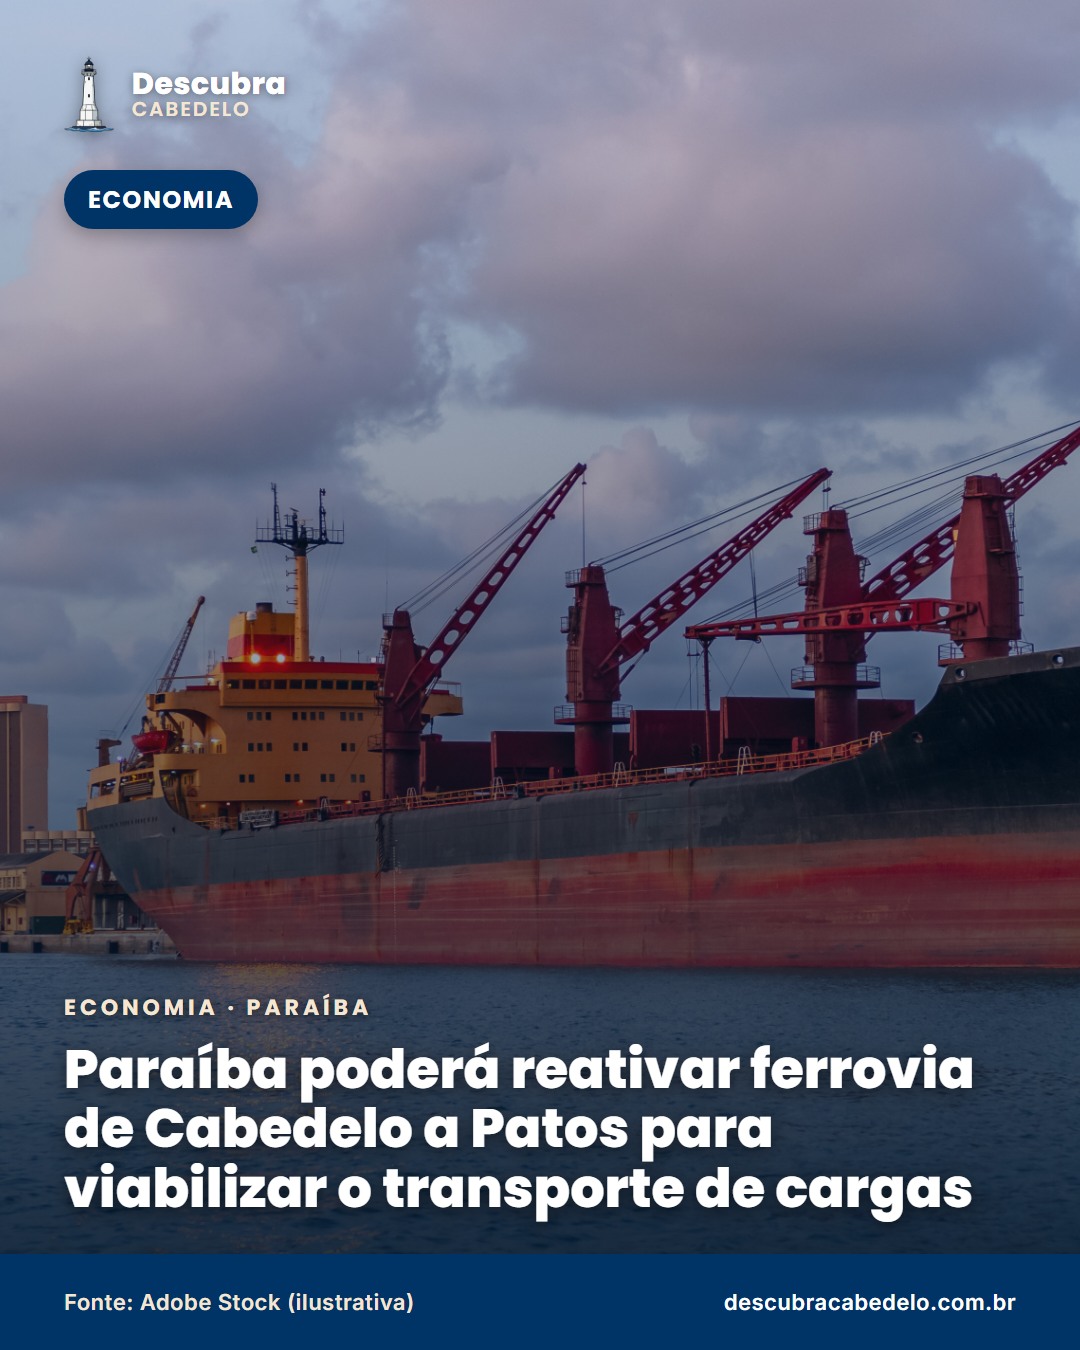 Descubra
CABEDELO
ECONOMIA
ECONOMIA · PARAÍBA
Paraíba poderá reativar ferrovia
de Cabedelo a Patos para
viabilizar o transporte de cargas
Fonte: Adobe Stock (ilustrativa)
descubracabedelo.com.br